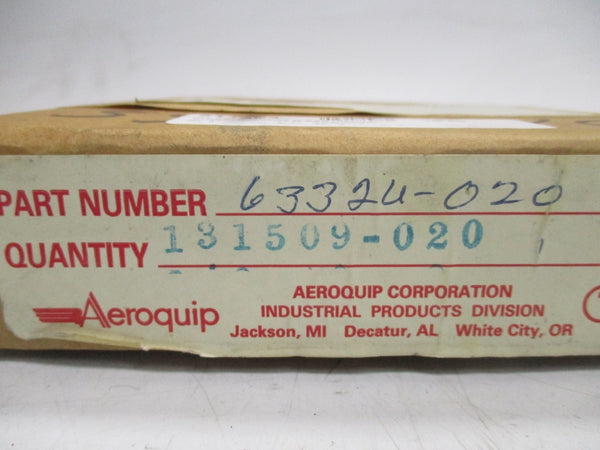 PART NUMBER 63324-020
QUANTITY 131509-020
Aeroquip
AEROQUIP CORPORATION
INDUSTRIAL PRODUCTS DIVISION
Jackson, MI Decatur, AL White City, OR